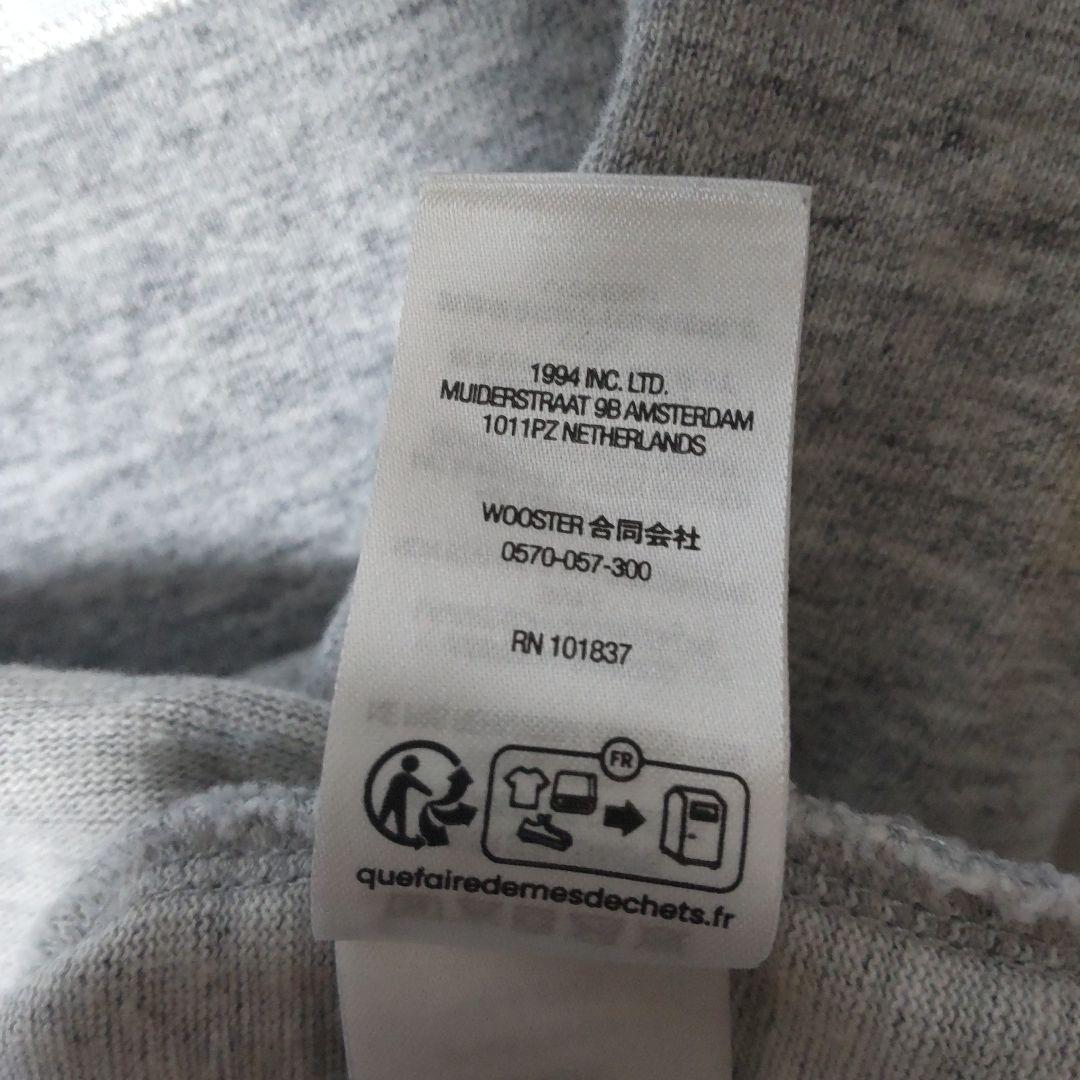 1994 INC. LTD.
MUIDERSTRAAT 9B AMSTERDAM
1011PZ NETHERLANDS
WOOSTER 合同会社
0570-057-300
RN 101837
FR
quefairedemesdechets.fr